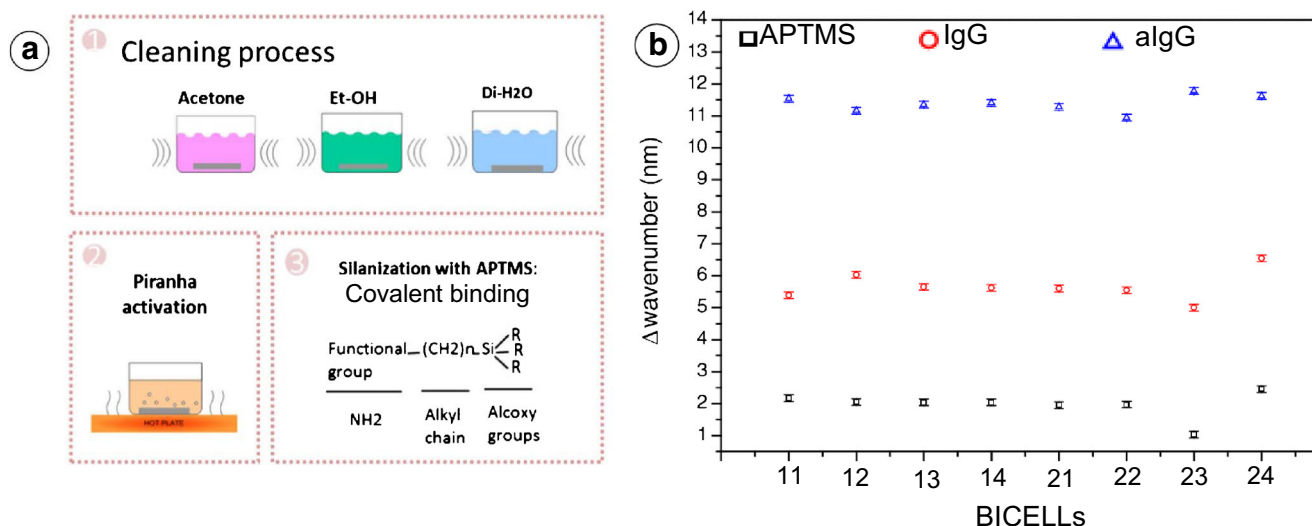 a
1
Cleaning process
Acetone
Et-OH
Di-H2O
2
Piranha
activation
HOT PLATE
3
Silanization with APTMS:
Covalent binding
Functional
group
(CH2)n
Si
R
R
R
NH2
Alkyl
chain
Alcoxy
groups
b
APTMS
IgG
aIgG
14
13
12
11
10
9
8
7
6
5
4
3
2
1
Δwavenumber (nm)
11 12 13 14 21 22 23 24
BICELLs